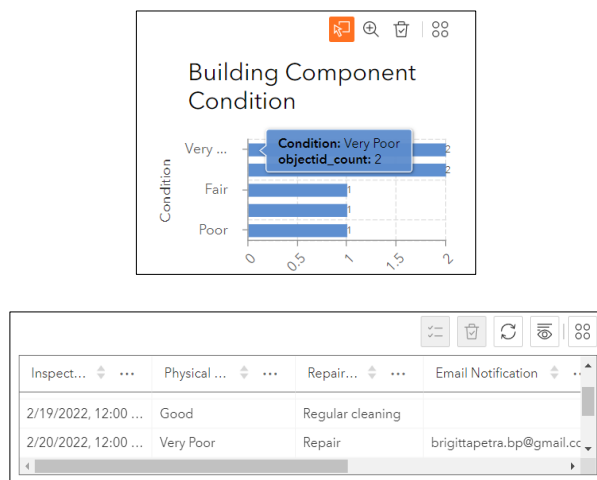 Building Component
Condition
Condition
Very ...
Fair
Poor
Condition: Very Poor
objectid_count: 2
2
2
1
1
1
0
0.5
1
1.5
2
Inspect... ... Physical ... ... Repair... ... Email Notification ..
2/19/2022, 12:00 ... Good Regular cleaning
2/20/2022, 12:00 ... Very Poor Repair brigittapetra.bp@gmail.cc